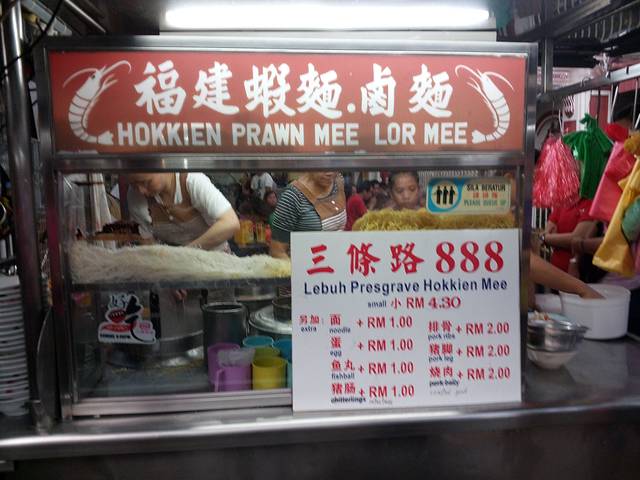 福建蝦麵.鹵麵
HOKKIEN PRAWN MEE LOR MEE
SILA BERATUR
請排隊
PLEASE QUEUE UP
三條路 888
Lebuh Presgrave Hokkien Mee
small 小 RM 4.30
另加: 面 + RM 1.00 排骨 + RM 2.00
extra noodle pork ribs
蛋 + RM 1.00 猪脚 + RM 2.00
egg pork leg
鱼丸 + RM 1.00 烧肉 + RM 2.00
fishball pork belly
猪肠 + RM 1.00
chitterlings